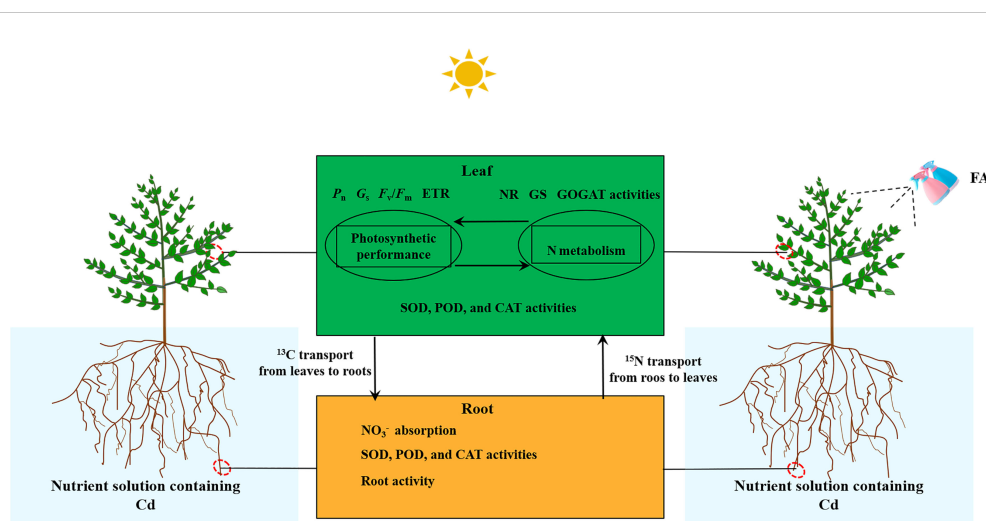 Leaf
Pn Gs Fv/Fm ETR
NR GS GOGAT activities
Photosynthetic
performance
N metabolism
SOD, POD, and CAT activities
FA
¹³C transport
from leaves to roots
¹⁵N transport
from roos to leaves
Root
NO₃⁻ absorption
SOD, POD, and CAT activities
Root activity
Nutrient solution containing
Cd
Nutrient solution containing
Cd